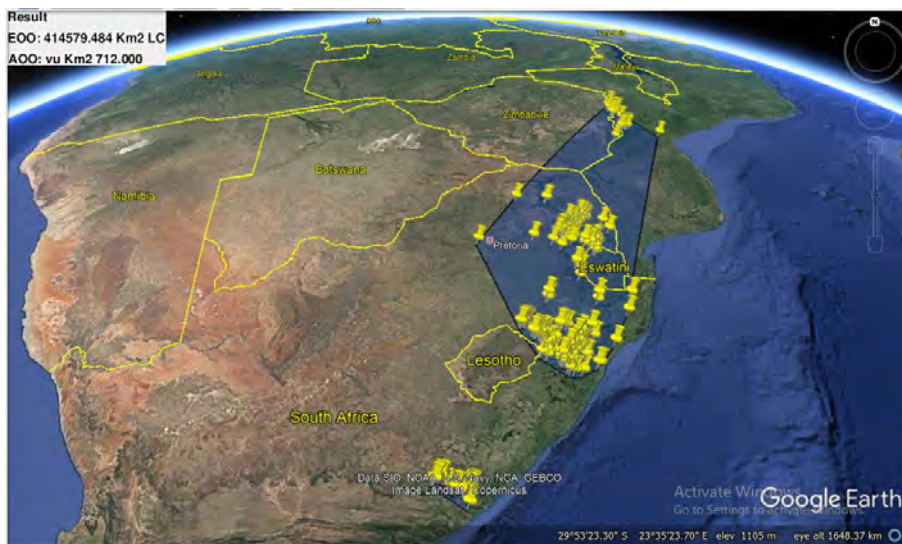 Result
EOO: 414579.484 Km2 LC
AOO: vu Km2 712.000
N
Angola
Zambia
Zimbabwe
Namibia
Botswana
Pretoria
Eswatini
Lesotho
South Africa
Data SIO, NOAA, U.S. Navy, NGA, GEBCO
Image Landsat / Copernicus
Activate Windows
Go to Settings to activate Windows.
Google Earth
29°53'23.30" S 23°35'23.70" E elev 1105 m eye alt 1648.37 km